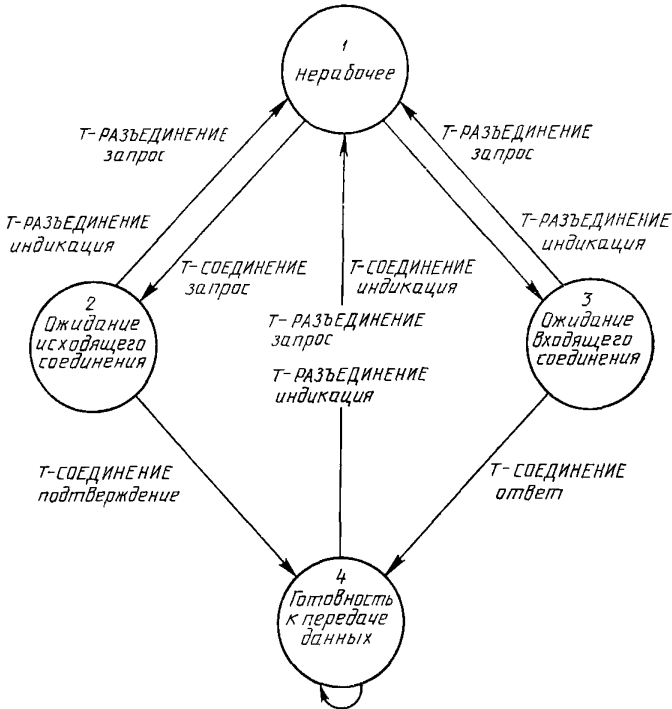 1
Нерабочее
Т-РАЗЪЕДИНЕНИЕ
запрос
Т-РАЗЪЕДИНЕНИЕ
запрос
Т-РАЗЪЕДИНЕНИЕ
индикация
Т-РАЗЪЕДИНЕНИЕ
индикация
Т-СОЕДИНЕНИЕ
запрос
Т-СОЕДИНЕНИЕ
индикация
2
Ожидание
исходящего
соединения
3
Ожидание
входящего
соединения
Т-РАЗЪЕДИНЕНИЕ
запрос
Т-РАЗЪЕДИНЕНИЕ
индикация
Т-СОЕДИНЕНИЕ
подтверждение
Т-СОЕДИНЕНИЕ
ответ
4
Готовность
к передаче
данных